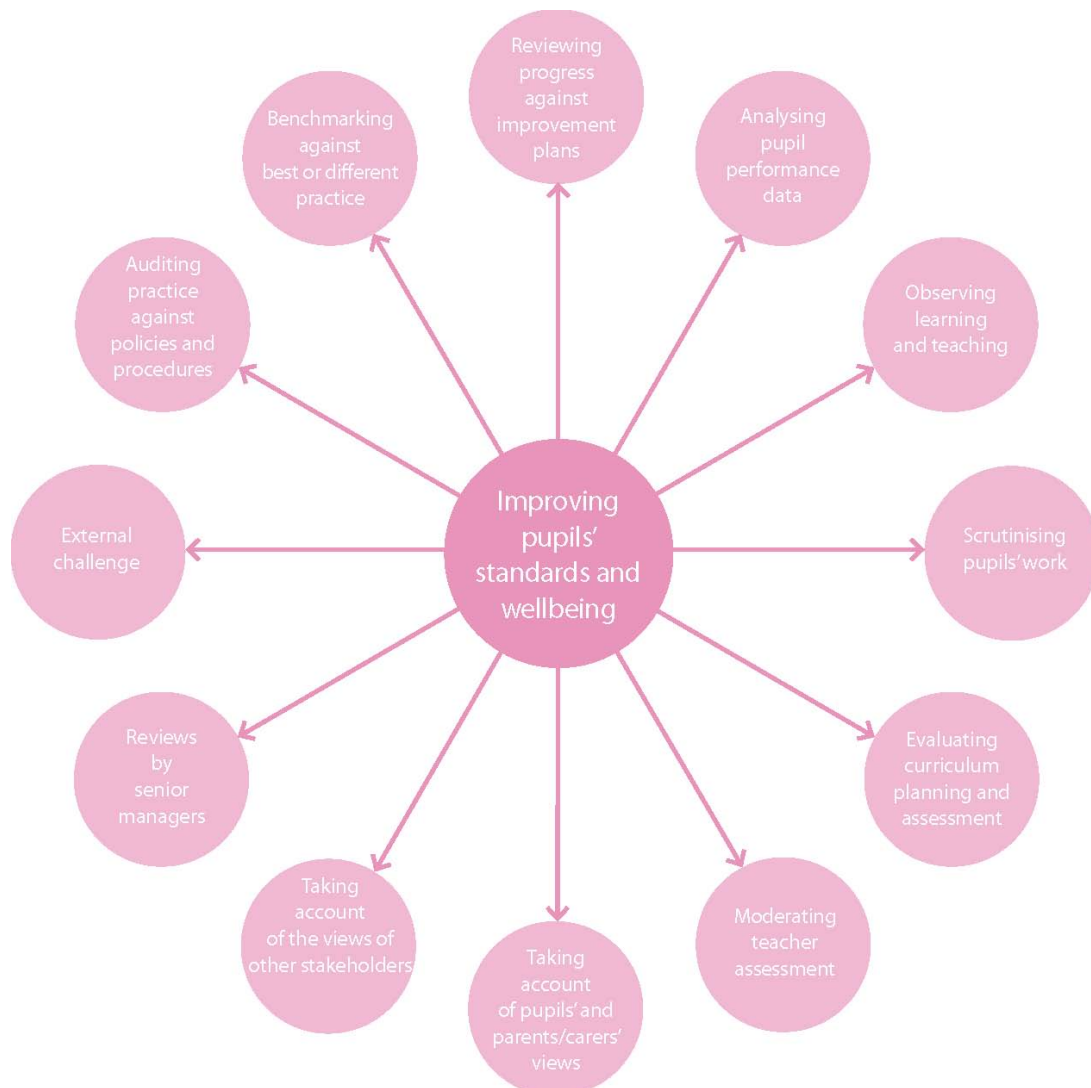 Reviewing
progress
against
improvement
plans
Analysing
pupil
performance
data
Observing
learning
and teaching
Scrutinising
pupils' work
Evaluating
curriculum
planning and
assessment
Moderating
teacher
assessment
Taking
account
of pupils' and
parents/carers'
views
Taking
account
of the views of
other stakeholders
Reviews
by
senior
managers
External
challenge
Auditing
practice
against
policies and
procedures
Benchmarking
against
best or different
practice
Improving
pupils'
standards and
wellbeing